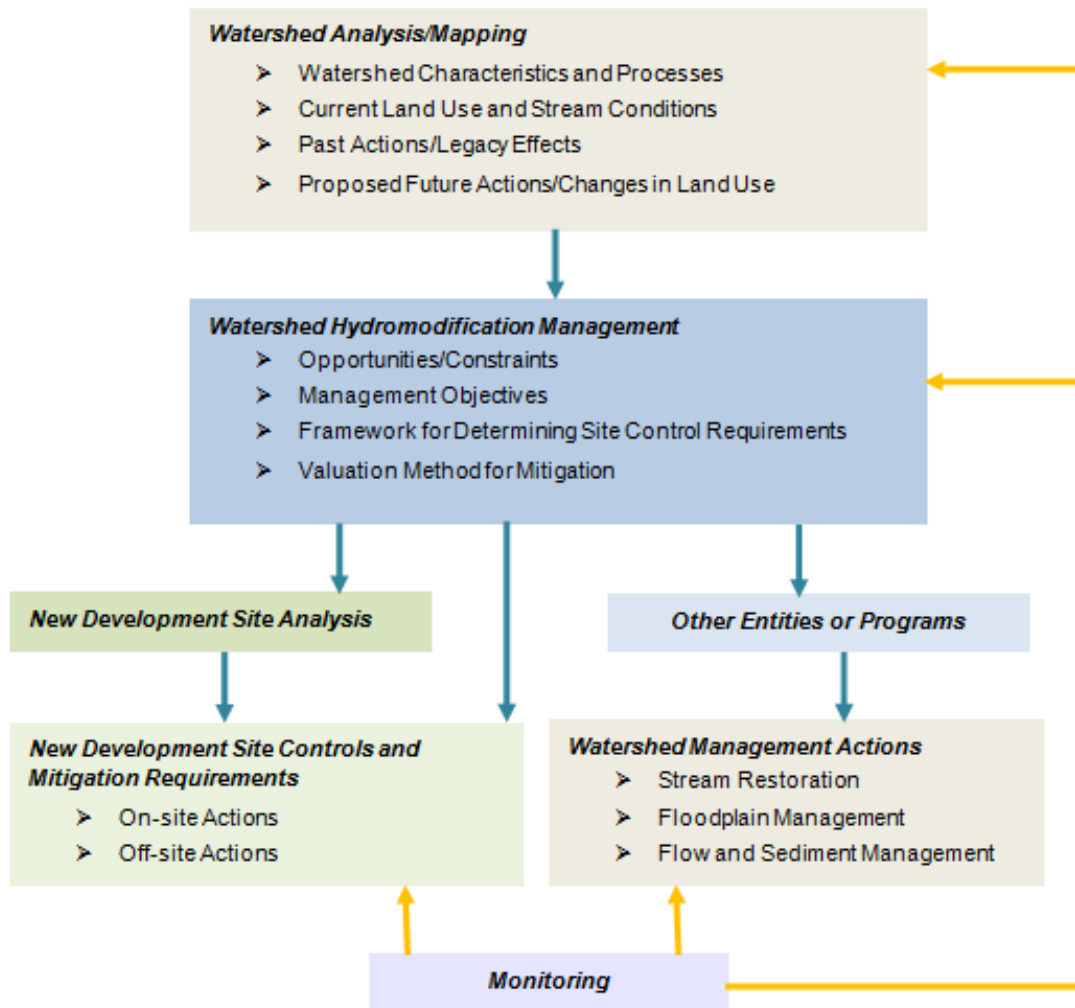 Watershed Analysis/Mapping
➤ Watershed Characteristics and Processes
➤ Current Land Use and Stream Conditions
➤ Past Actions/Legacy Effects
➤ Proposed Future Actions/Changes in Land Use
Watershed Hydromodification Management
➤ Opportunities/Constraints
➤ Management Objectives
➤ Framework for Determining Site Control Requirements
➤ Valuation Method for Mitigation
New Development Site Analysis
Other Entities or Programs
New Development Site Controls and
Mitigation Requirements
➤ On-site Actions
➤ Off-site Actions
Watershed Management Actions
➤ Stream Restoration
➤ Floodplain Management
➤ Flow and Sediment Management
Monitoring